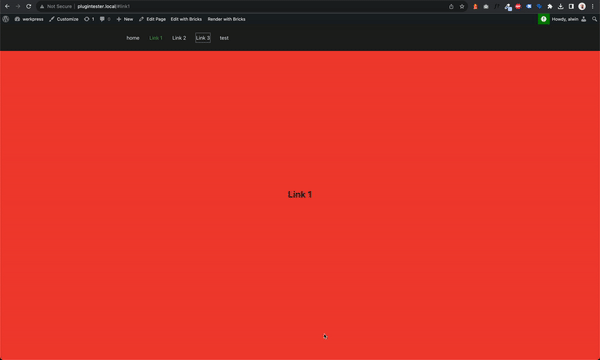 Not Secure plugintester.local/#link1
werkpress Customize 1 0 New Edit Page Edit with Bricks Render with Bricks Howdy, alwin
home Link 1 Link 2 Link 3 test
Link 1